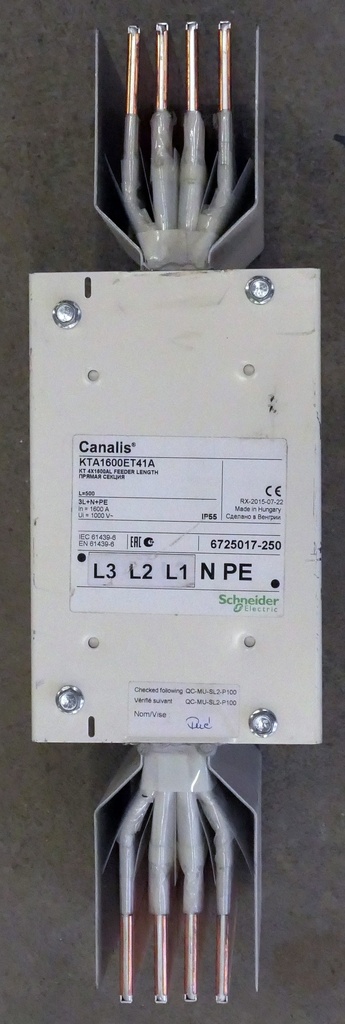 Canalis®
KTA1600ET41A
KT 4X1600AL FEEDER LENGTH
ПРЯМАЯ СЕКЦИЯ
L=500
3L+N+PE
In = 1600 A
Ui = 1000 V~
IP55
CE
RX-2015-07-22
Made in Hungary
Сделано в Венгрии
IEC 61439-6
EN 61439-6
EAC
6725017-250
L3 L2 L1 N PE
Schneider
Electric
Checked following QC-MU-SL2-P100
Vérifié suivant QC-MU-SL2-P100
Nom/Vise